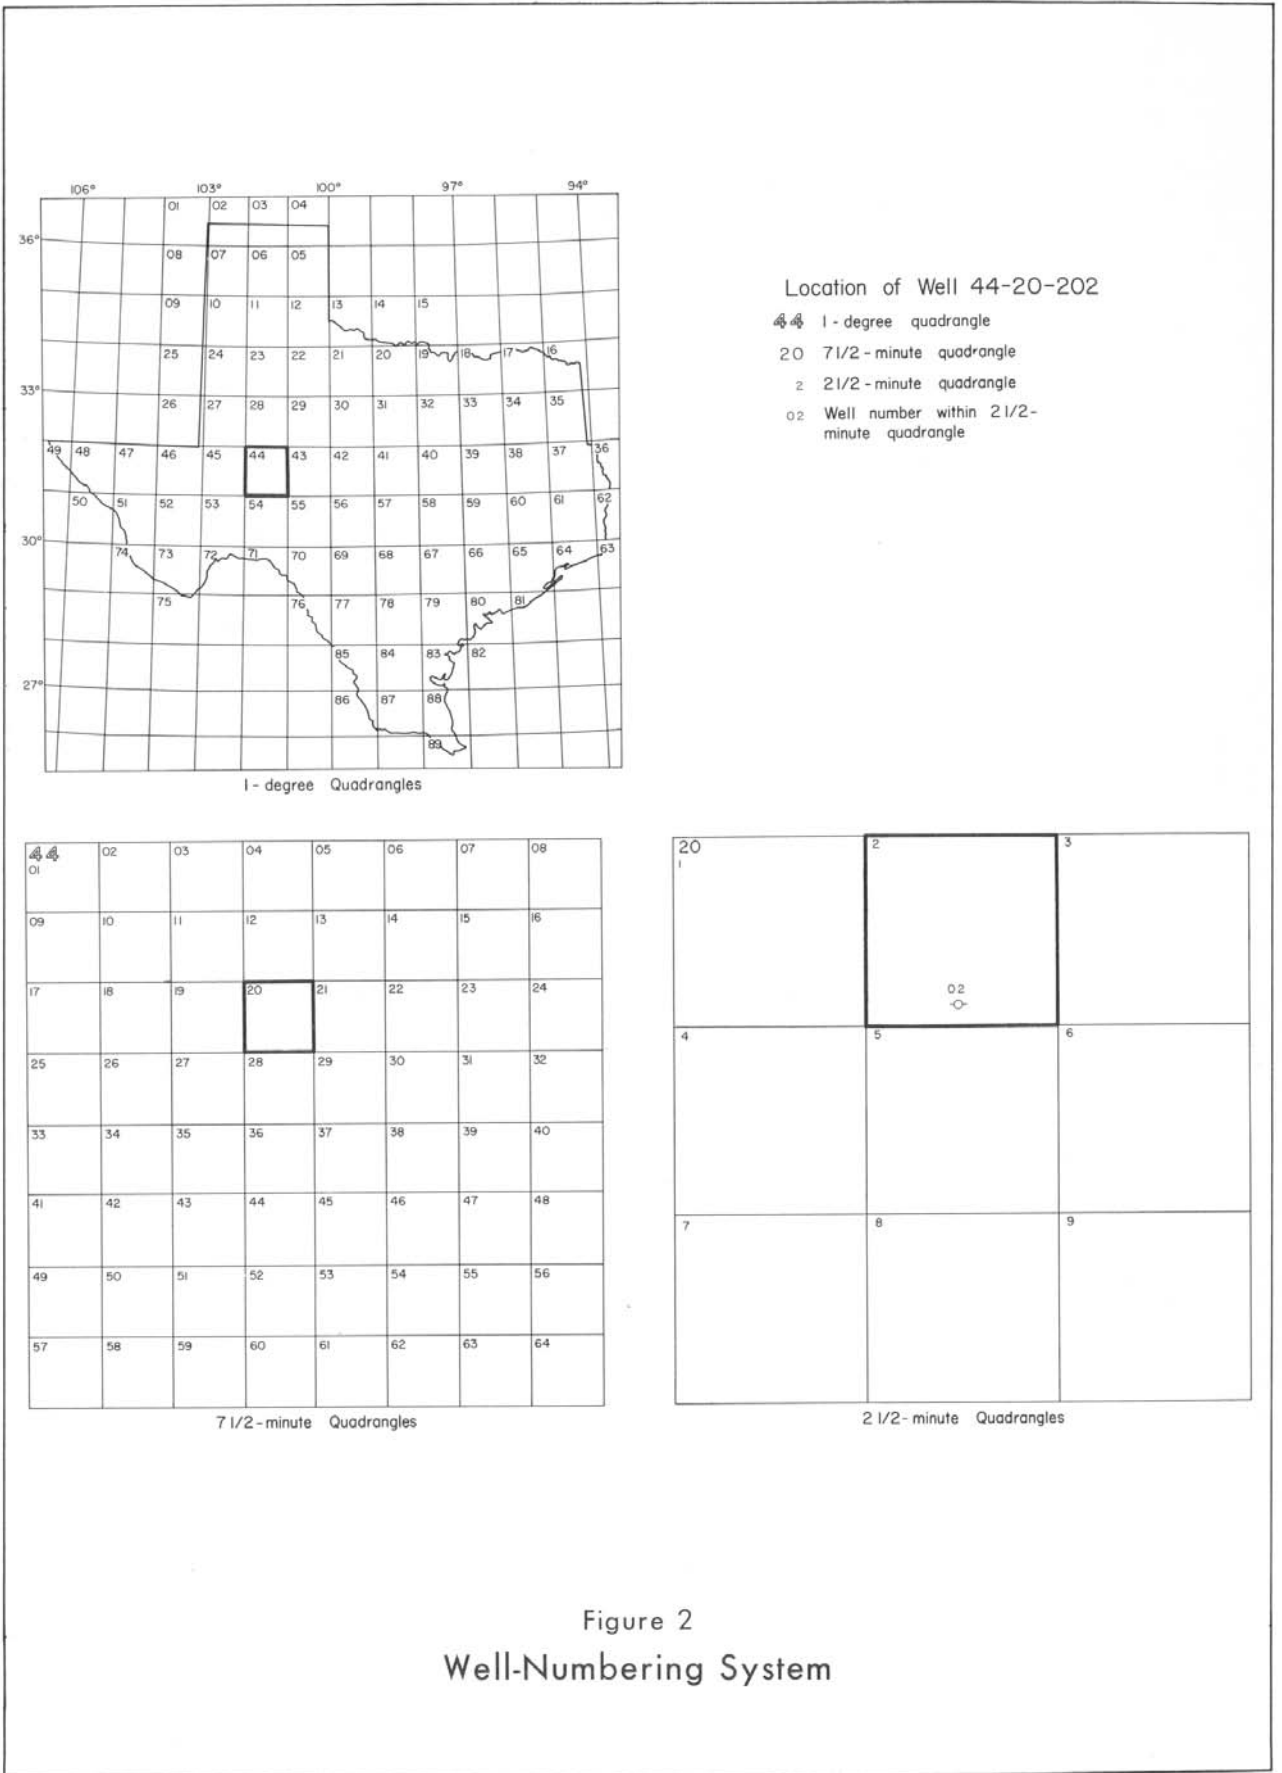 106° 103° 100° 97° 94°
01 02 03 04
36°
08 07 06 05
09 10 11 12 13 14 15
25 24 23 22 21 20 19 18 17 16
33°
26 27 28 29 30 31 32 33 34 35
49 48 47 46 45 44 43 42 41 40 39 38 37 36
50 51 52 53 54 55 56 57 58 59 60 61 62
30°
74 73 72 71 70 69 68 67 66 65 64 63
75 76 77 78 79 80 81
85 84 83 82
27°
86 87 88
89
1-degree Quadrangles
Location of Well 44-20-202
44 1-degree quadrangle
20 7 1/2-minute quadrangle
2 2 1/2-minute quadrangle
02 Well number within 2 1/2-
minute quadrangle
44 02 03 04 05 06 07 08
01
09 10 11 12 13 14 15 16
17 18 19 20 21 22 23 24
25 26 27 28 29 30 31 32
33 34 35 36 37 38 39 40
41 42 43 44 45 46 47 48
49 50 51 52 53 54 55 56
57 58 59 60 61 62 63 64
7 1/2-minute Quadrangles
20 2 3
1
02
4 5 6
7 8 9
2 1/2-minute Quadrangles
Figure 2
Well-Numbering System